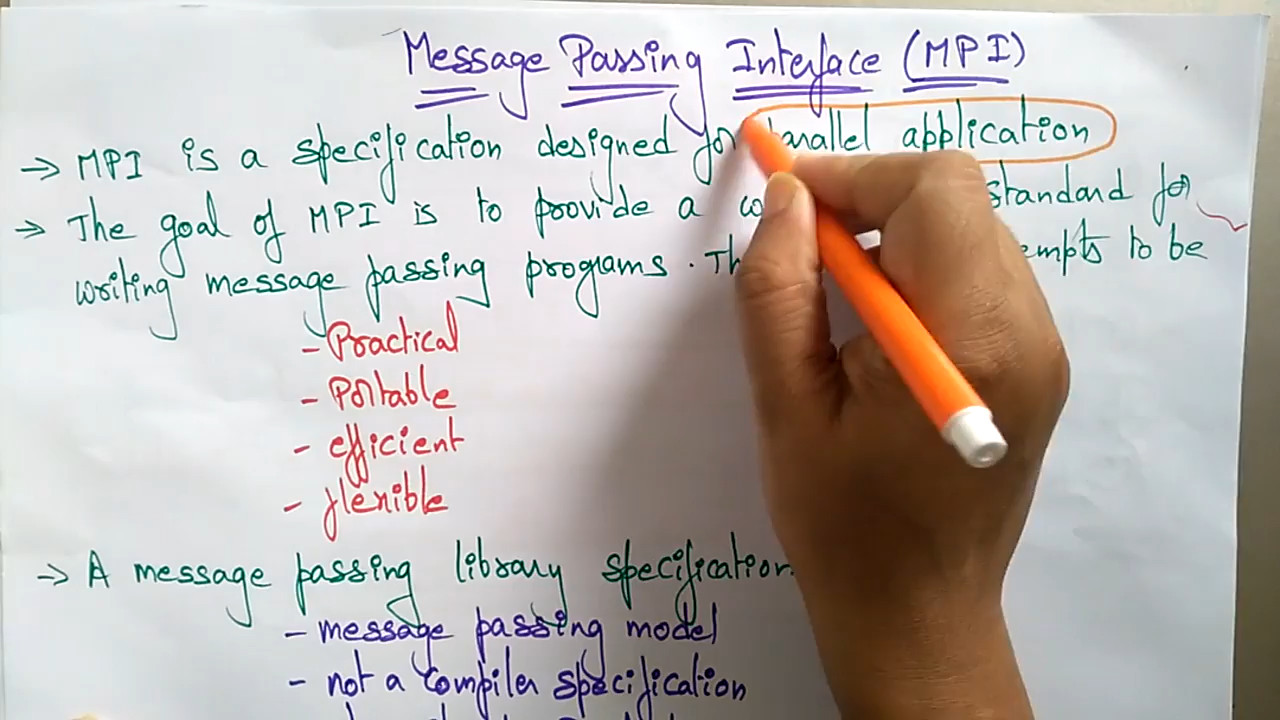 Message Passing Interface (MPI)
→ MPI is a specification designed for parallel application
→ The goal of MPI is to provide a standard for
writing message passing programs. to be
- Practical
- Portable
- efficient
- flexible
→ A message passing library specification.
- message passing model
- not a compiler specification